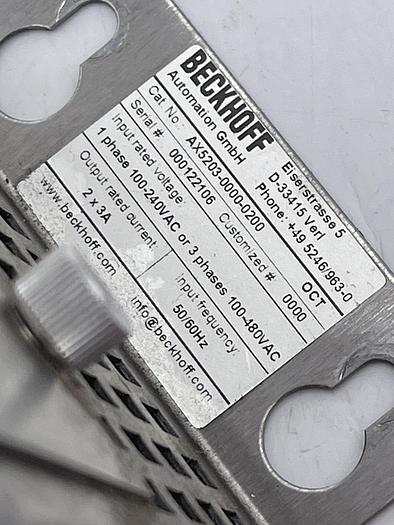 BECKHOFF
Automation GmbH
Eiserstrasse 5
D-33415 Verl
Phone: +49 5246/963-0
Cat. No.: AX5203-0000-0200 OCT
Serial #: 000122106 Customized #: 0000
Input rated voltage:
1 phase 100-240VAC or 3 phases 100-480VAC
Output rated current: Input frequency:
2 x 3A 50/60Hz
www.beckhoff.com info@beckhoff.com